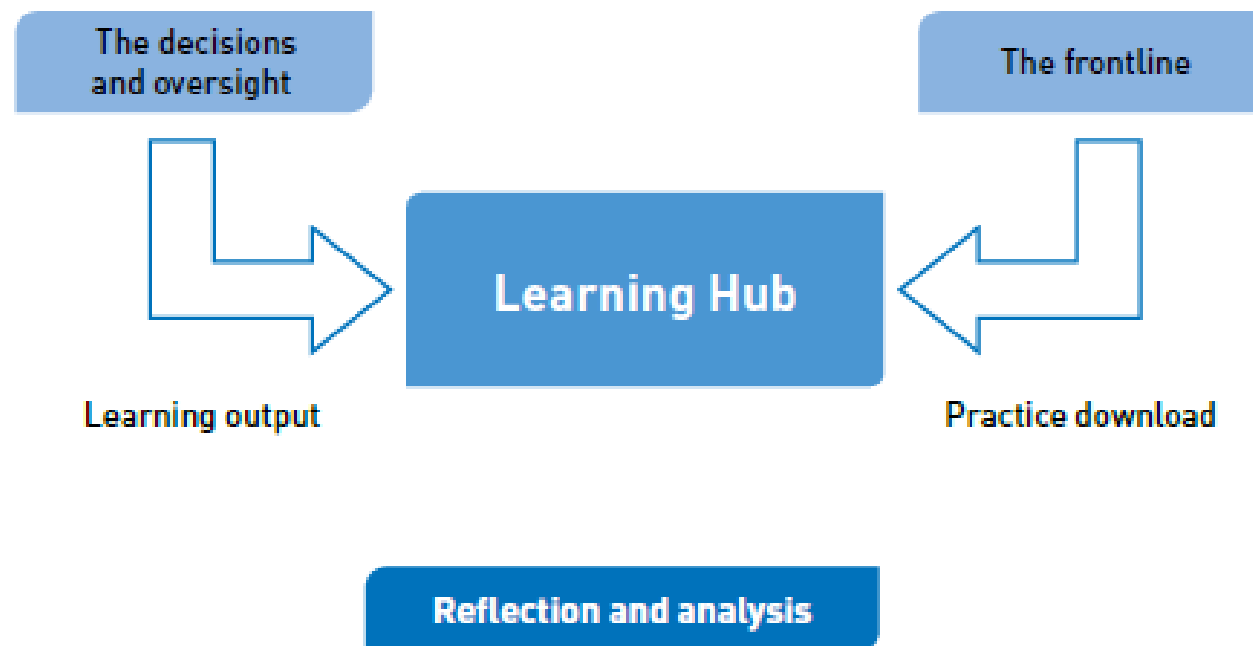 The decisions
and oversight
The frontline
Learning Hub
Learning output
Practice download
Reflection and analysis